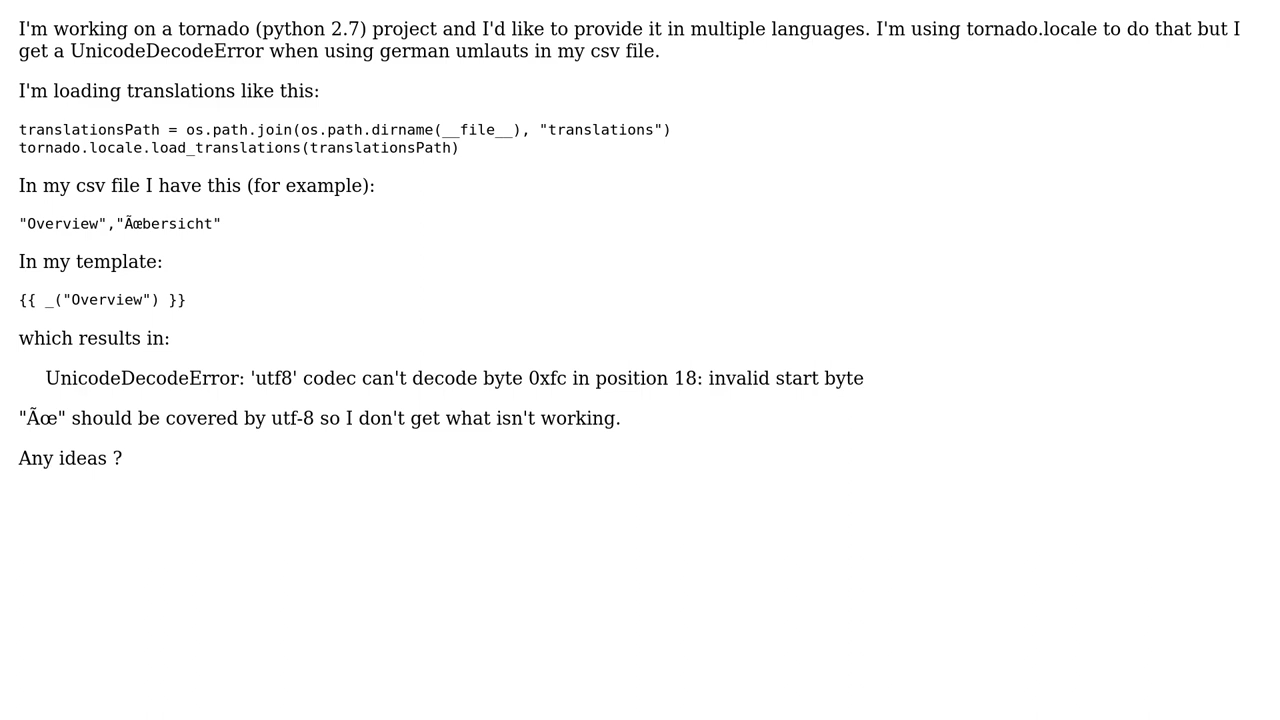 I'm working on a tornado (python 2.7) project and I'd like to provide it in multiple languages. I'm using tornado.locale to do that but I
get a UnicodeDecodeError when using german umlauts in my csv file.
I'm loading translations like this:
translationsPath = os.path.join(os.path.dirname(__file__), "translations")
tornado.locale.load_translations(translationsPath)
In my csv file I have this (for example):
"Overview","Ãœbersicht"
In my template:
{{ _("Overview") }}
which results in:
UnicodeDecodeError: 'utf8' codec can't decode byte 0xfc in position 18: invalid start byte
"Ãœ" should be covered by utf-8 so I don't get what isn't working.
Any ideas ?